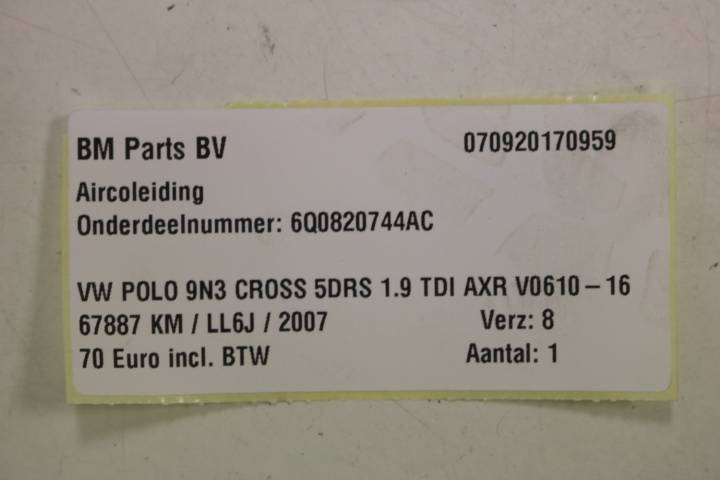 BM Parts BV 070920170959
Aircoleiding
Onderdeelnummer: 6Q0820744AC
VW POLO 9N3 CROSS 5DRS 1.9 TDI AXR V0610-16
67887 KM / LL6J / 2007 Verz: 8
70 Euro incl. BTW Aantal: 1